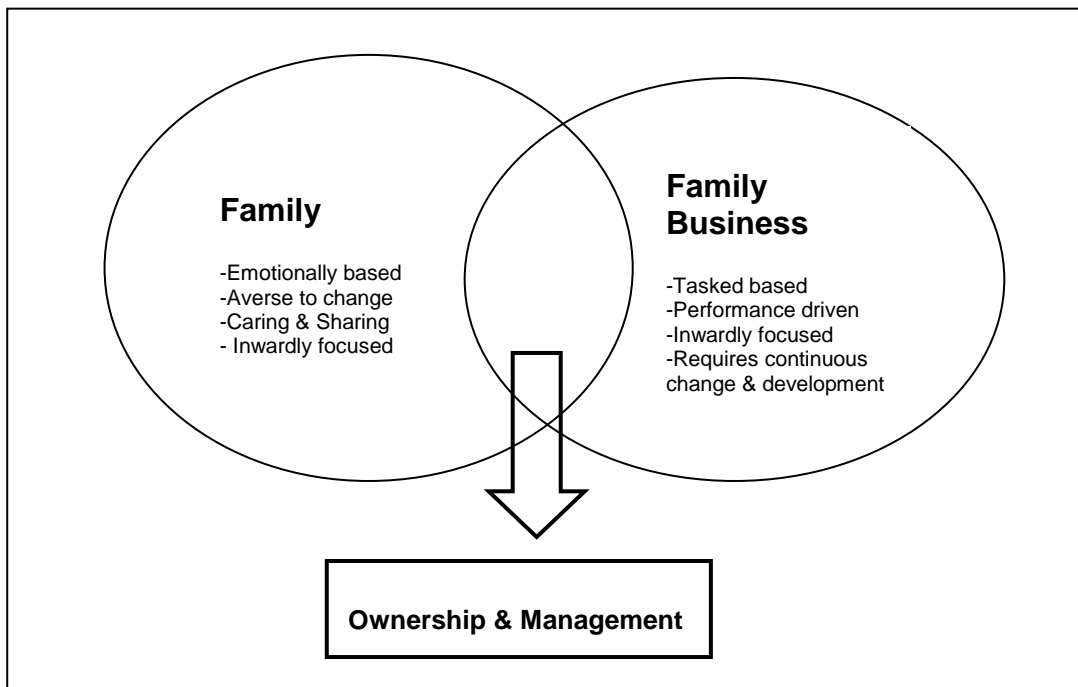 Family
-Emotionally based
-Averse to change
-Caring & Sharing
- Inwardly focused
Family
Business
-Tasked based
-Performance driven
-Inwardly focused
-Requires continuous
change & development
Ownership & Management